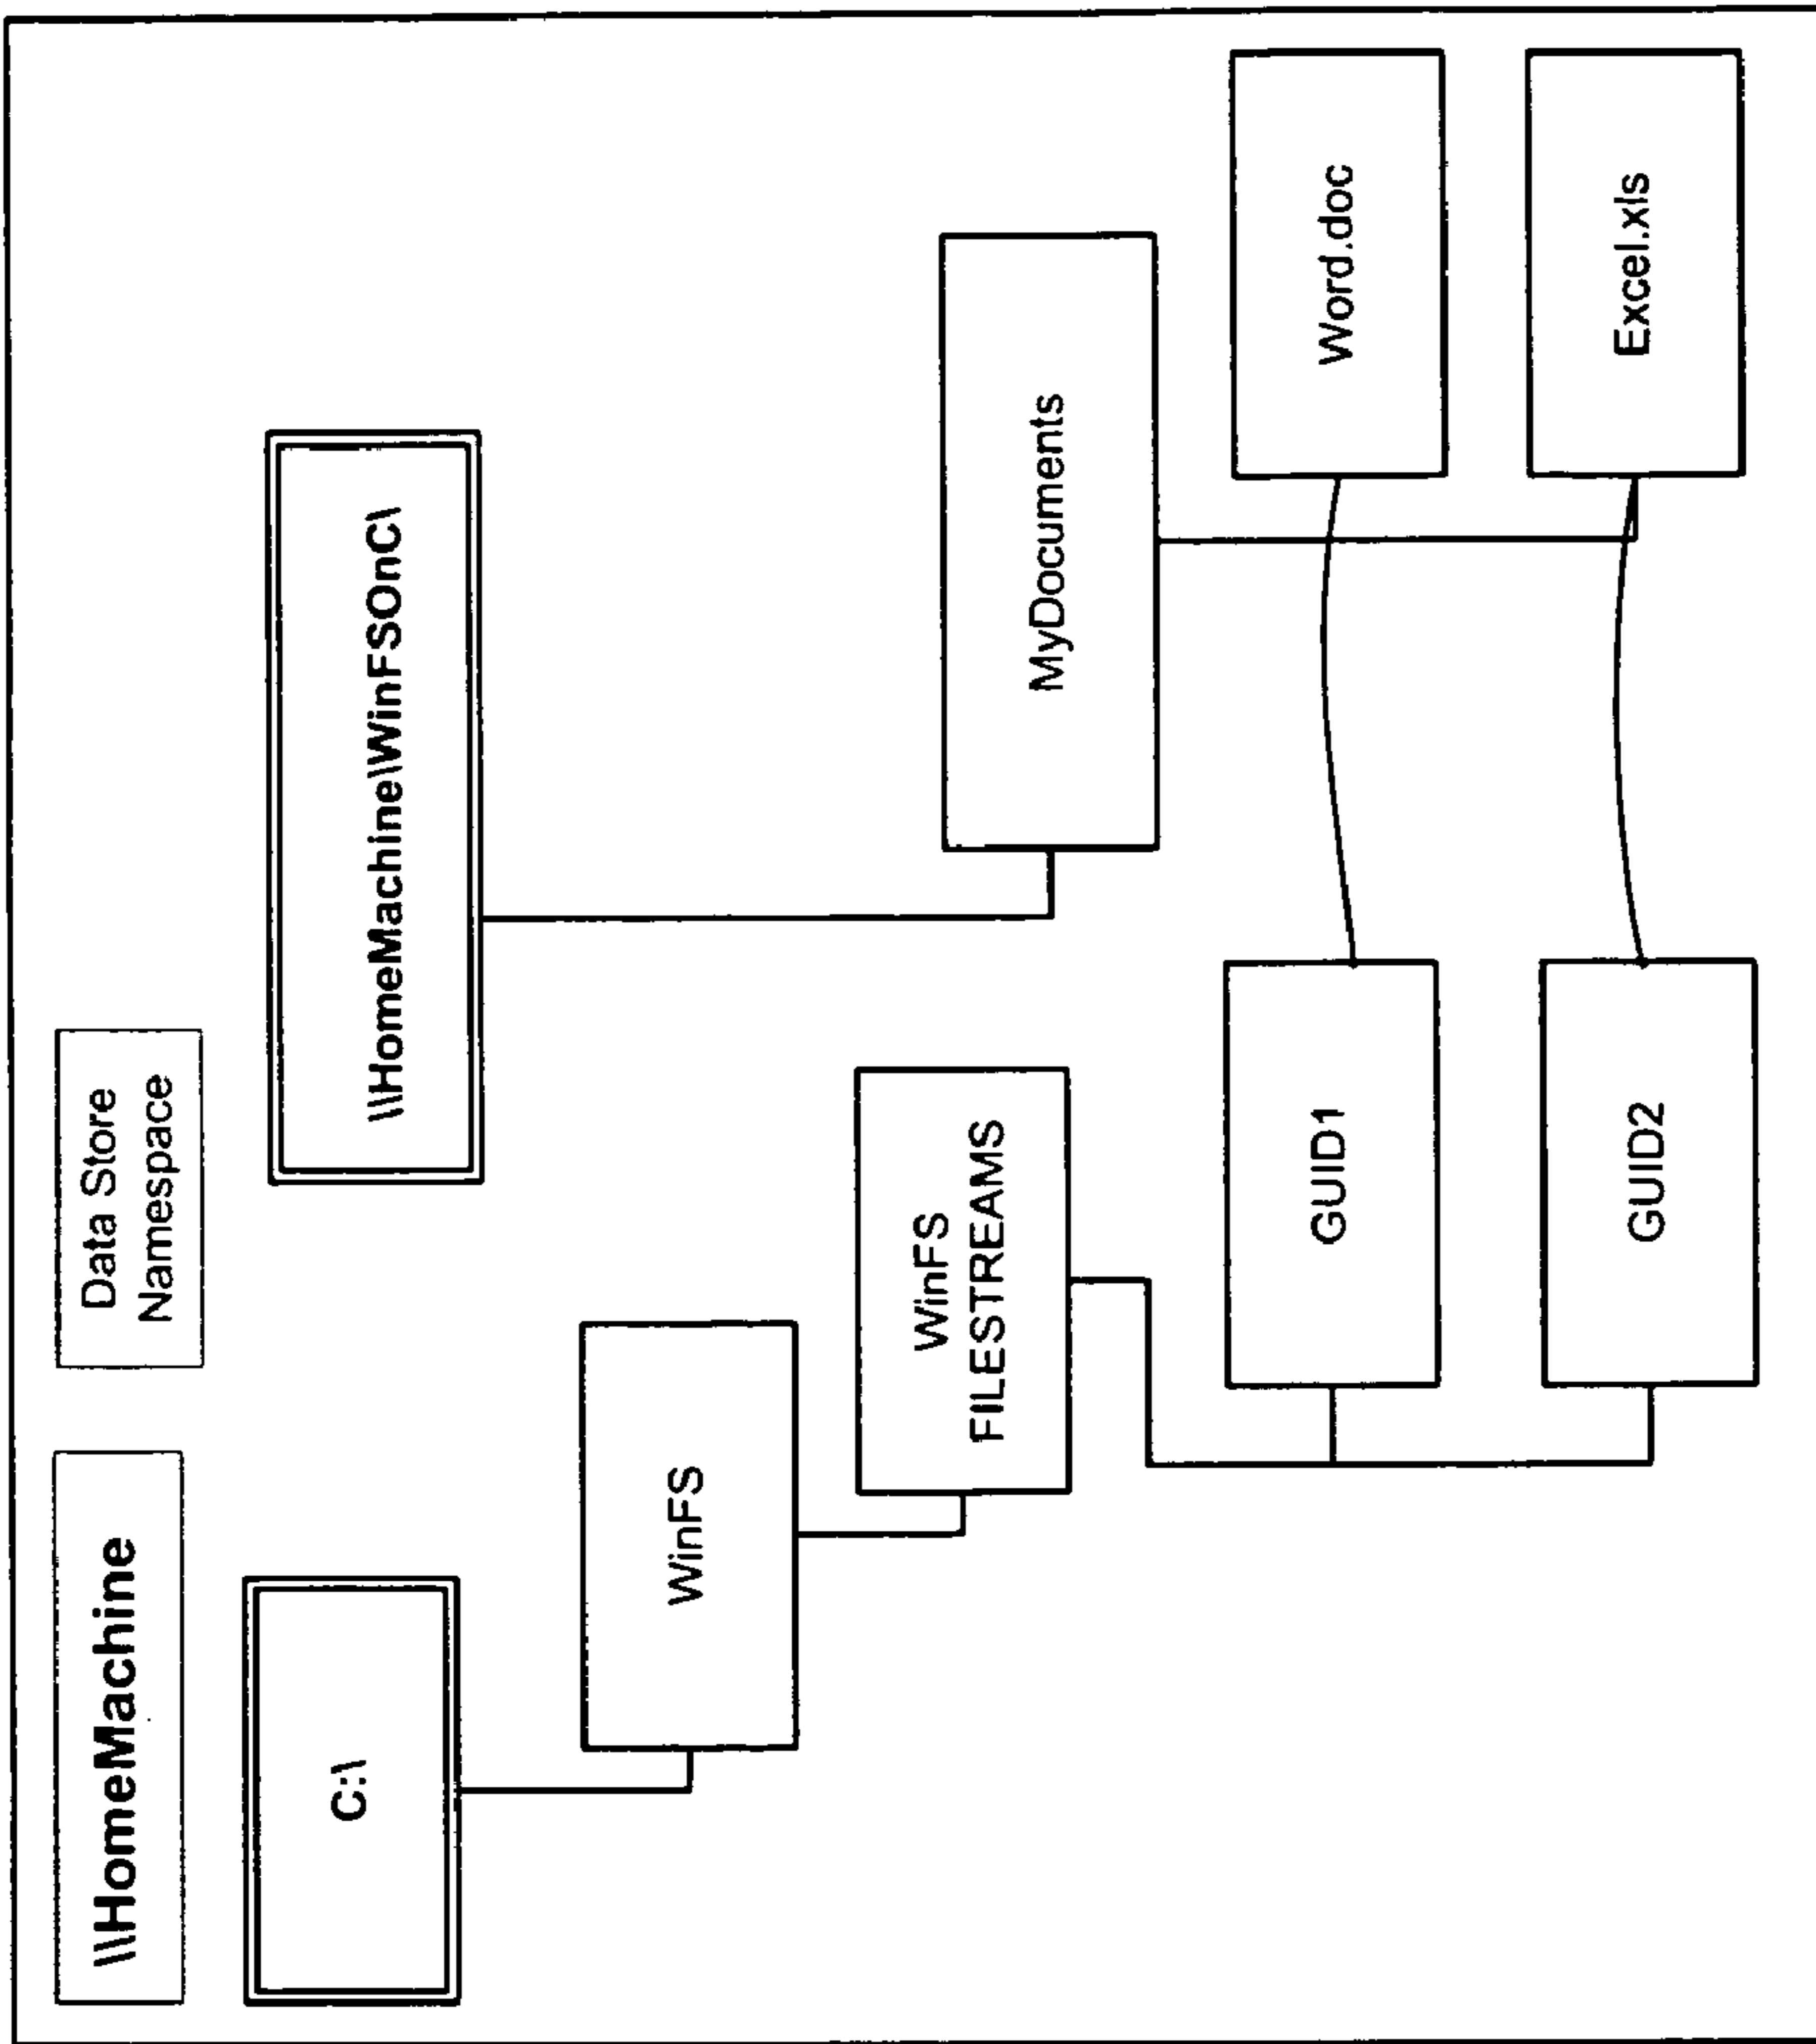 \\HomeMachine
Data Store
Namespace
C:\
\\HomeMachine\WinFSOnC\
WinFS
WinFS
FILESTREAMS
MyDocuments
GUID1
Word.doc
GUID2
Excel.xls